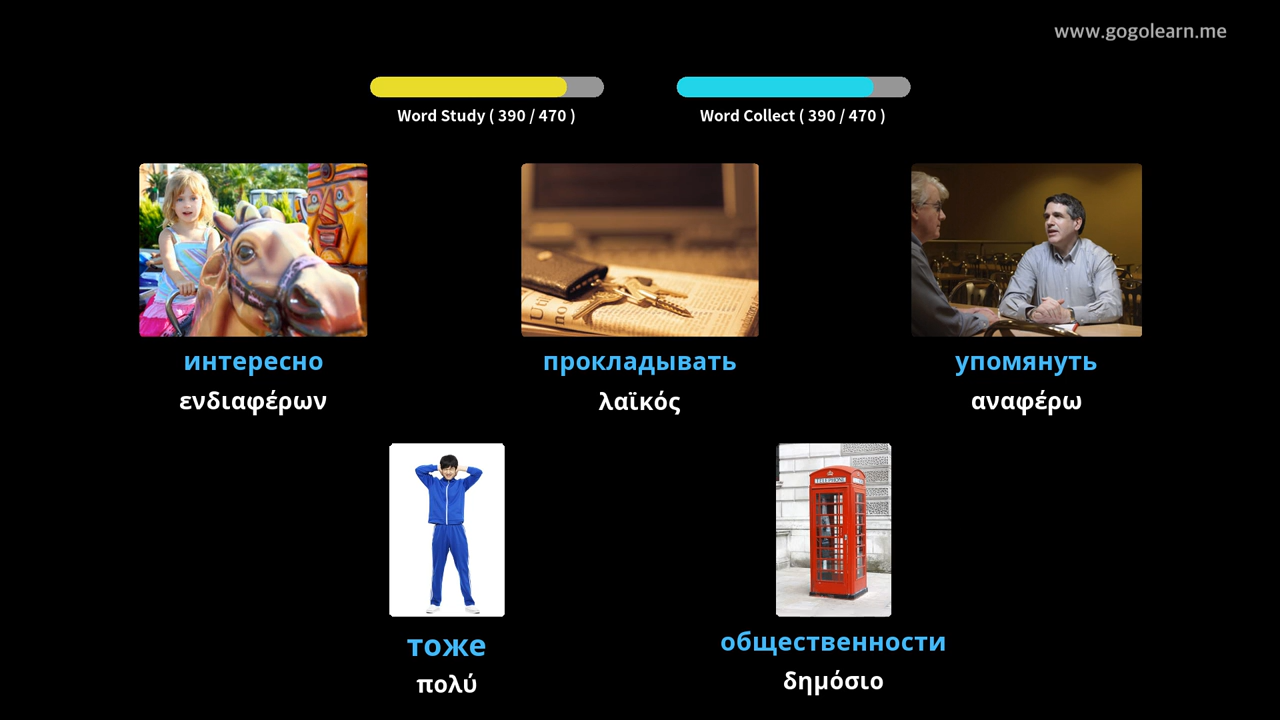 www.gogolearn.me
Word Study ( 390 / 470 )
Word Collect ( 390 / 470 )
интересно
ενδιαφέρων
прокладывать
λαϊκός
упомянуть
αναφέρω
TELEPHONE
тоже
πολύ
общественности
δημόσιο